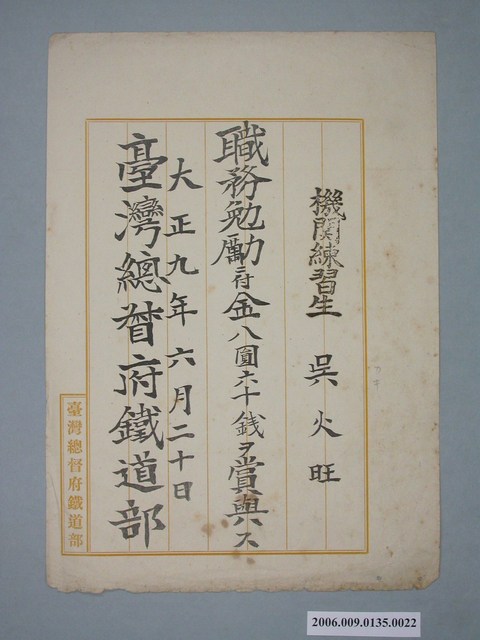 機關練習生 吳火旺
職務勉勵ニ付金八圓六十錢ヲ賞與ス
大正九年六月二十日
臺灣總督府鐵道部
臺灣總督府鐵道部
2006.009.0135.0022